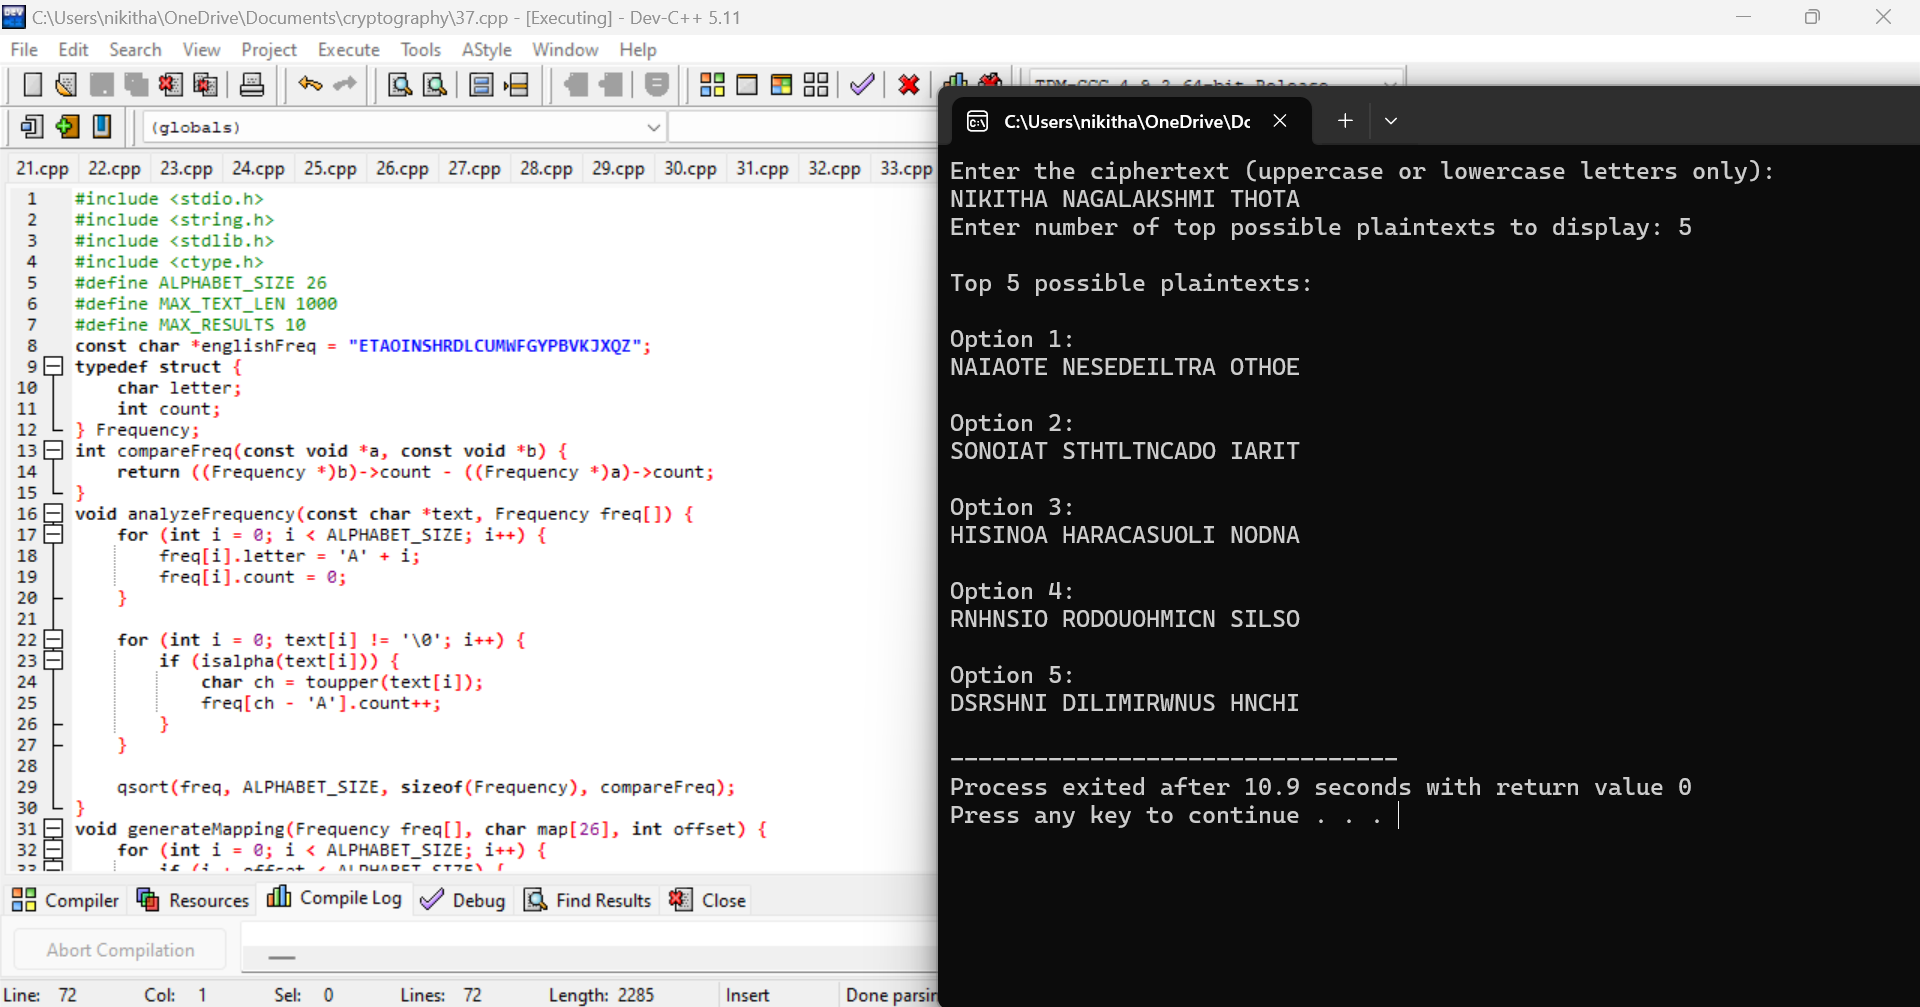 C:\Users\nikitha\OneDrive\Documents\cryptography\37.cpp - [Executing] - Dev-C++ 5.11
File Edit Search View Project Execute Tools AStyle Window Help
(globals)
21.cpp 22.cpp 23.cpp 24.cpp 25.cpp 26.cpp 27.cpp 28.cpp 29.cpp 30.cpp 31.cpp 32.cpp 33.cpp
1 #include <stdio.h>
2 #include <string.h>
3 #include <stdlib.h>
4 #include <ctype.h>
5 #define ALPHABET_SIZE 26
6 #define MAX_TEXT_LEN 1000
7 #define MAX_RESULTS 10
8 const char *englishFreq = "ETAOINSHRDLCUMWFGYPBVKJXQZ";
9 typedef struct {
10 char letter;
11 int count;
12 } Frequency;
13 int compareFreq(const void *a, const void *b) {
14 return ((Frequency *)b)->count - ((Frequency *)a)->count;
15 }
16 void analyzeFrequency(const char *text, Frequency freq[]) {
17 for (int i = 0; i < ALPHABET_SIZE; i++) {
18 freq[i].letter = 'A' + i;
19 freq[i].count = 0;
20 }
21
22 for (int i = 0; text[i] != '\0'; i++) {
23 if (isalpha(text[i])) {
24 char ch = toupper(text[i]);
25 freq[ch - 'A'].count++;
26 }
27 }
28
29 qsort(freq, ALPHABET_SIZE, sizeof(Frequency), compareFreq);
30 }
31 void generateMapping(Frequency freq[], char map[26], int offset) {
32 for (int i = 0; i < ALPHABET_SIZE; i++) {
33 if (i + offset < ALPHABET_SIZE) {
Compiler Resources Compile Log Debug Find Results Close
Abort Compilation
Line: 72 Col: 1 Sel: 0 Lines: 72 Length: 2285 Insert Done parsin
TDM-GCC 4.9.2 64-bit Release
C:\Users\nikitha\OneDrive\Dc
Enter the ciphertext (uppercase or lowercase letters only):
NIKITHA NAGALAKSHMI THOTA
Enter number of top possible plaintexts to display: 5
Top 5 possible plaintexts:
Option 1:
NAIAOTE NESEDEILTRA OTHOE
Option 2:
SONOIAT STHTLTNCADO IARIT
Option 3:
HISINOA HARACASUOLI NODNA
Option 4:
RNHNSIO RODOUOHMICN SILSO
Option 5:
DSRSHNI DILIMIRWNUS HNCHI
--------------------------------
Process exited after 10.9 seconds with return value 0
Press any key to continue . . .